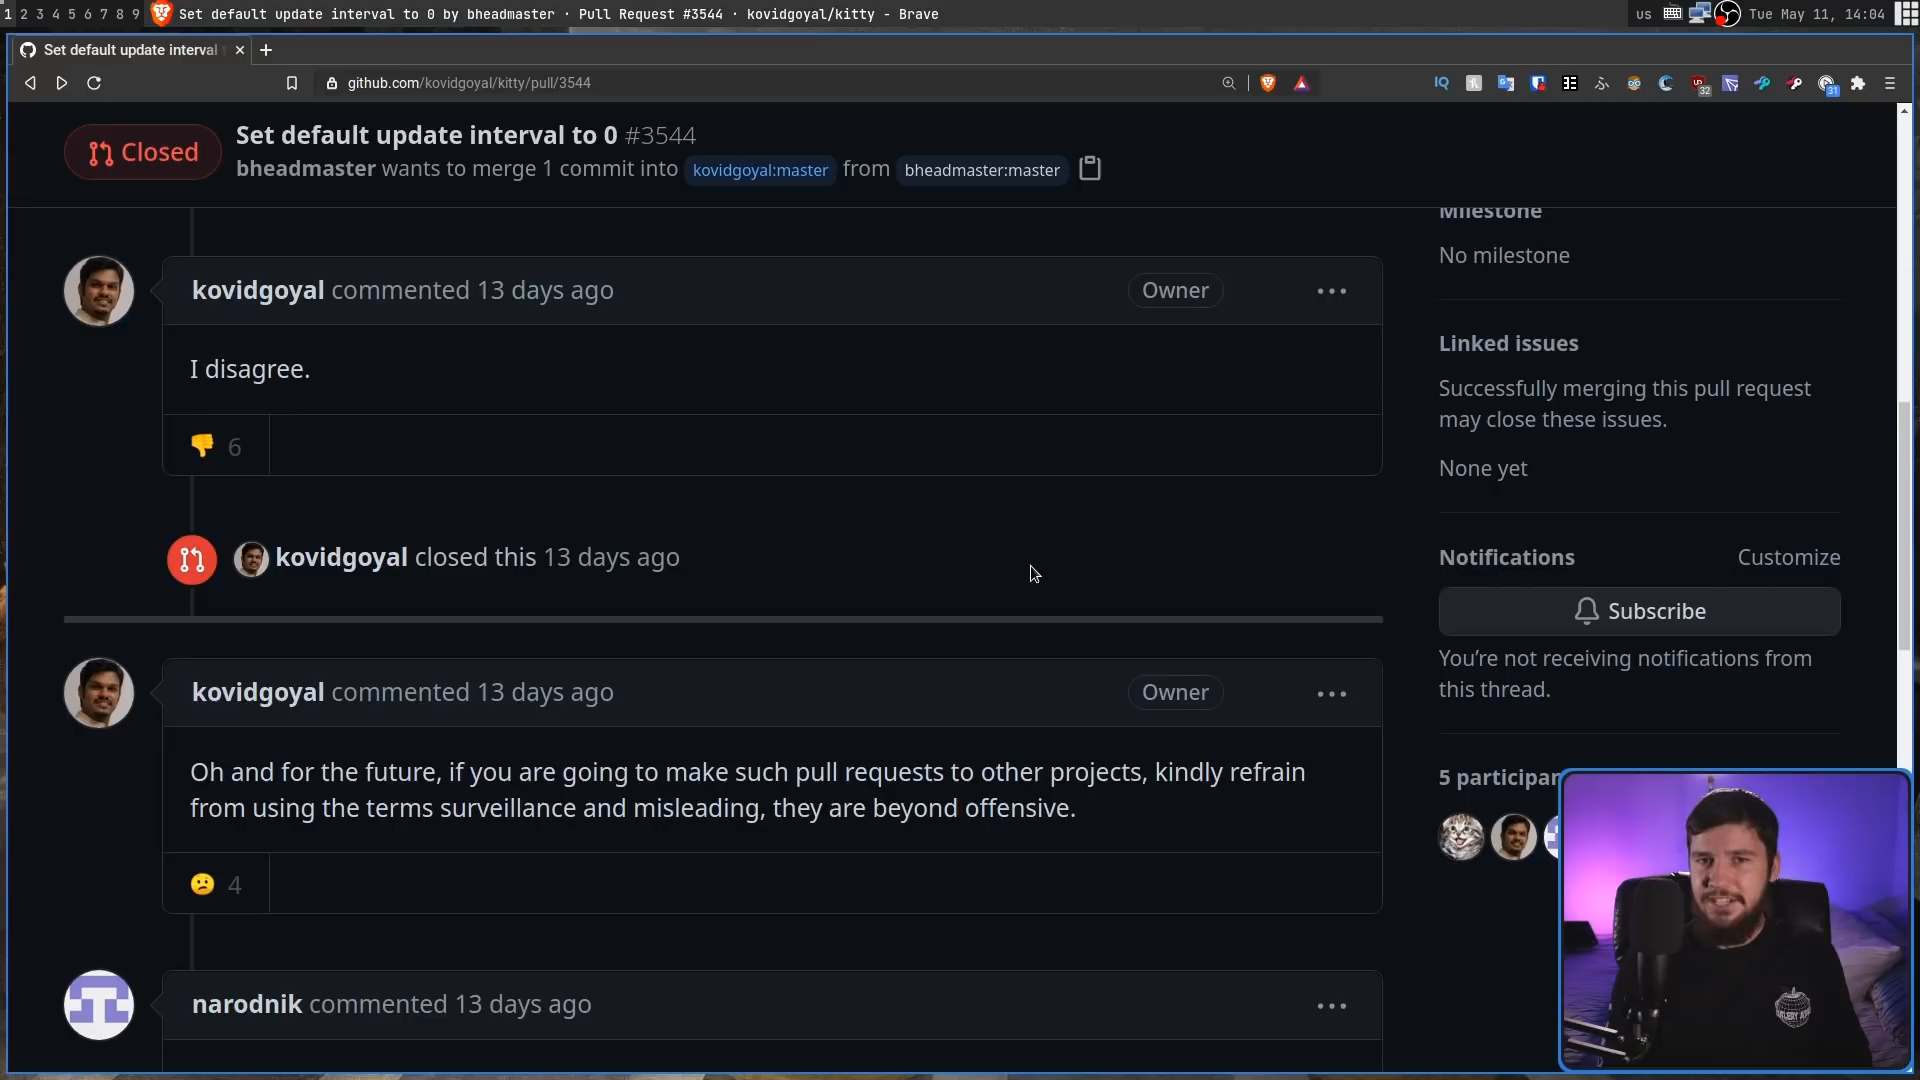 1 2 3 4 5 6 7 8 9 Set default update interval to 0 by bheadmaster · Pull Request #3544 · kovidgoyal/kitty - Brave
us Tue May 11, 14:04
Set default update interval
github.com/kovidgoyal/kitty/pull/3544
IQ
32
31
Closed
Set default update interval to 0 #3544
bheadmaster wants to merge 1 commit into kovidgoyal:master from bheadmaster:master
Milestone
No milestone
kovidgoyal commented 13 days ago
Owner
I disagree.
👎 6
Linked issues
Successfully merging this pull request
may close these issues.
None yet
kovidgoyal closed this 13 days ago
Notifications
Customize
Subscribe
You’re not receiving notifications from
this thread.
kovidgoyal commented 13 days ago
Owner
Oh and for the future, if you are going to make such pull requests to other projects, kindly refrain
from using the terms surveillance and misleading, they are beyond offensive.
😕 4
5 participan
narodnik commented 13 days ago